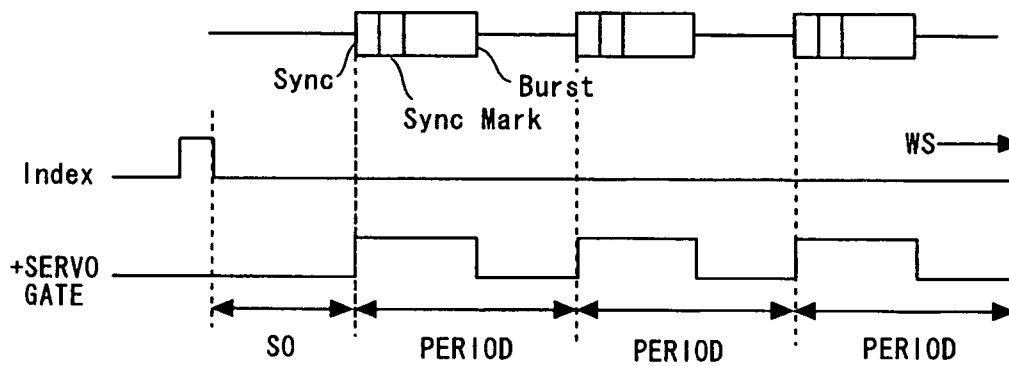 Sync
Sync Mark
Burst
WS
Index
+SERVO
GATE
SO
PERIOD
PERIOD
PERIOD